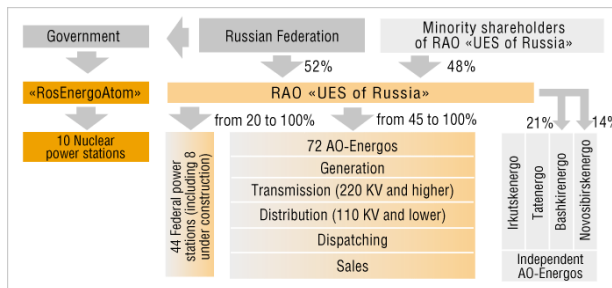 Government
Russian Federation
Minority shareholders
of RAO «UES of Russia»
52%
48%
«RosEnergoAtom»
RAO «UES of Russia»
from 20 to 100%
from 45 to 100%
21%
14%
10 Nuclear
power stations
44 Federal power
stations (including 8
under construction)
72 AO-Energos
Generation
Transmission (220 KV and higher)
Distribution (110 KV and lower)
Dispatching
Sales
Irkutskenergo
Tatenergo
Bashkirenergo
Novosibirskenergo
Independent
AO-Energos